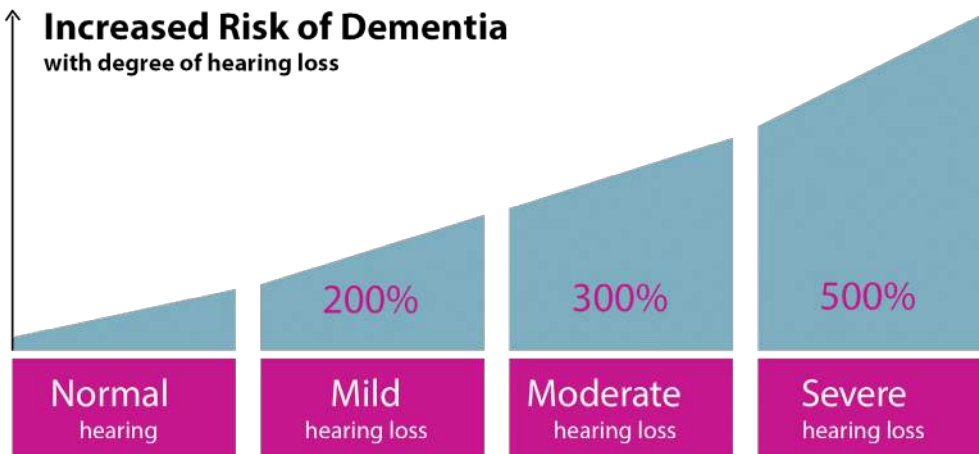 Increased Risk of Dementia
with degree of hearing loss
200%
300%
500%
Normal
hearing
Mild
hearing loss
Moderate
hearing loss
Severe
hearing loss